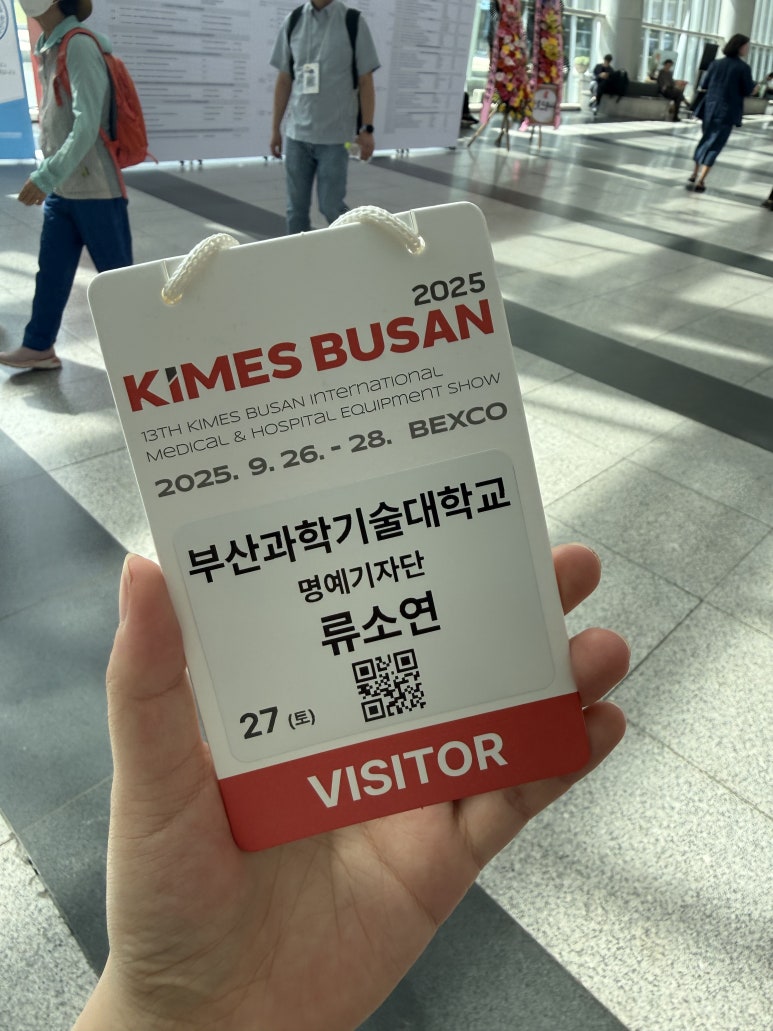 2025
KIMES BUSAN
13TH KIMES BUSAN International
Medical & Hospital Equipment Show
2025. 9. 26. - 28. BEXCO
부산과학기술대학교
명예기자단
류소연
27 (토)
VISITOR